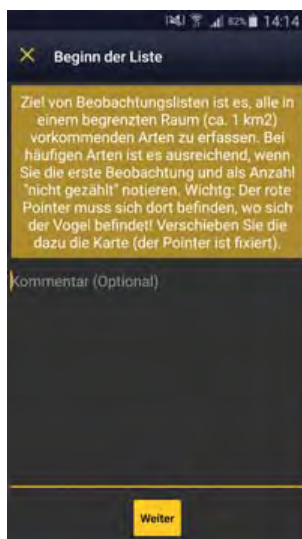 82% 14:14
Beginn der Liste
Ziel von Beobachtungslisten ist es, alle in
einem begrenzten Raum (ca. 1 km2)
vorkommenden Arten zu erfassen. Bei
häufigen Arten ist es ausreichend, wenn
Sie die erste Beobachtung und als Anzahl
"nicht gezählt" notieren. Wichtg: Der rote
Pointer muss sich dort befinden, wo sich
der Vogel befindet! Verschieben Sie die
dazu die Karte (der Pointer ist fixiert).
Kommentar (Optional)
Weiter